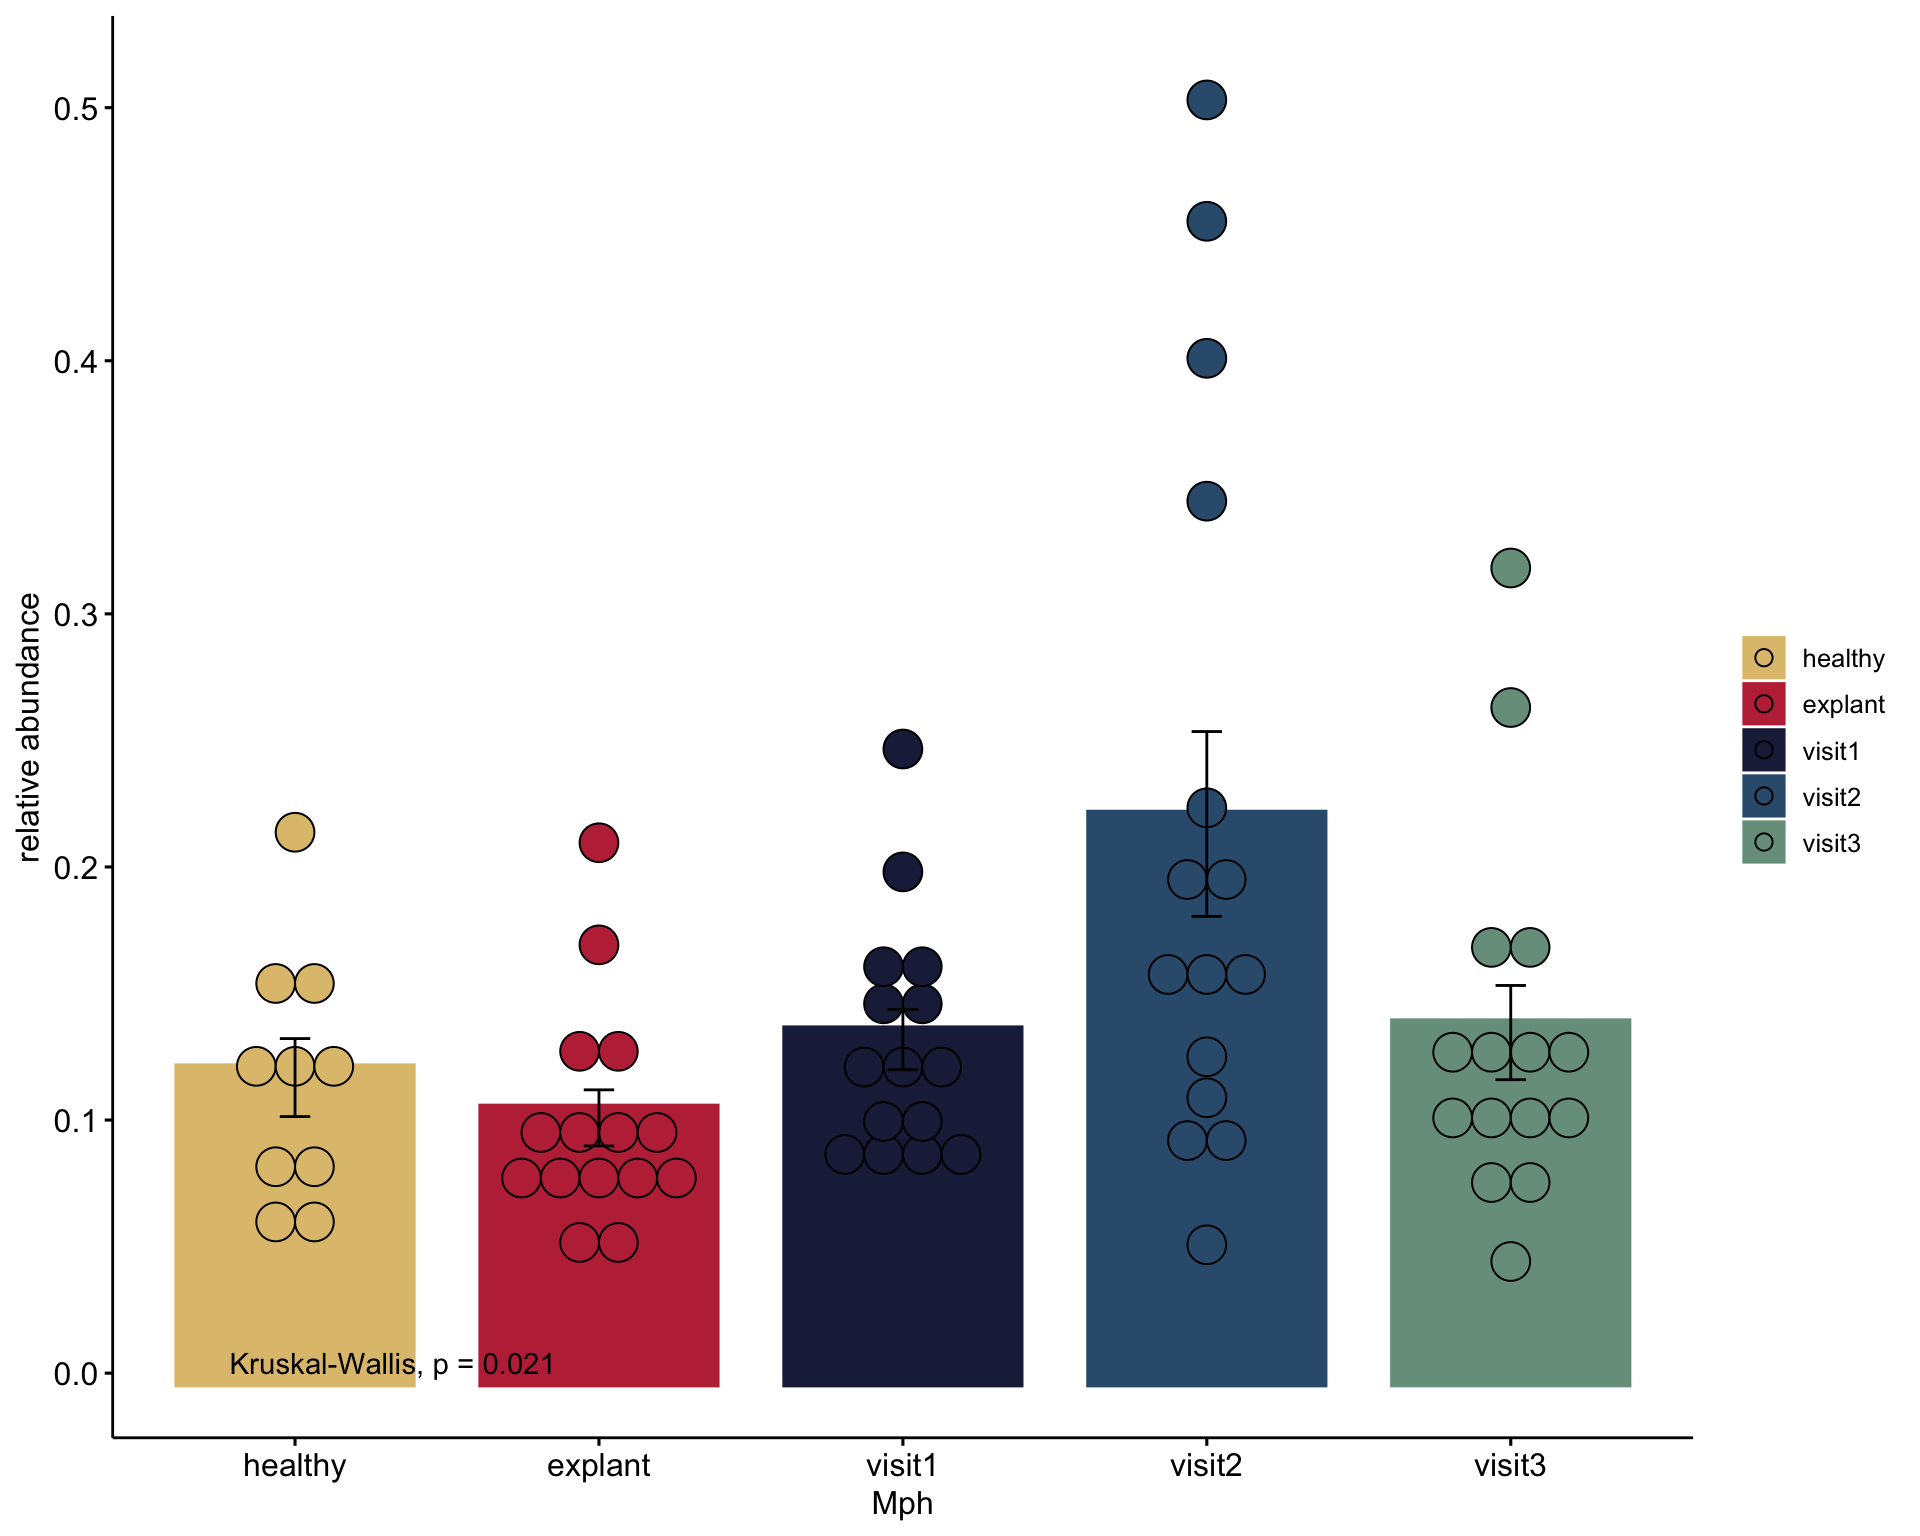 0.5
0.4
0.3
0.2
0.1
0.0
relative abundance
Kruskal-Wallis, p = 0.021
healthy explant visit1 visit2 visit3
Mph
healthy
explant
visit1
visit2
visit3